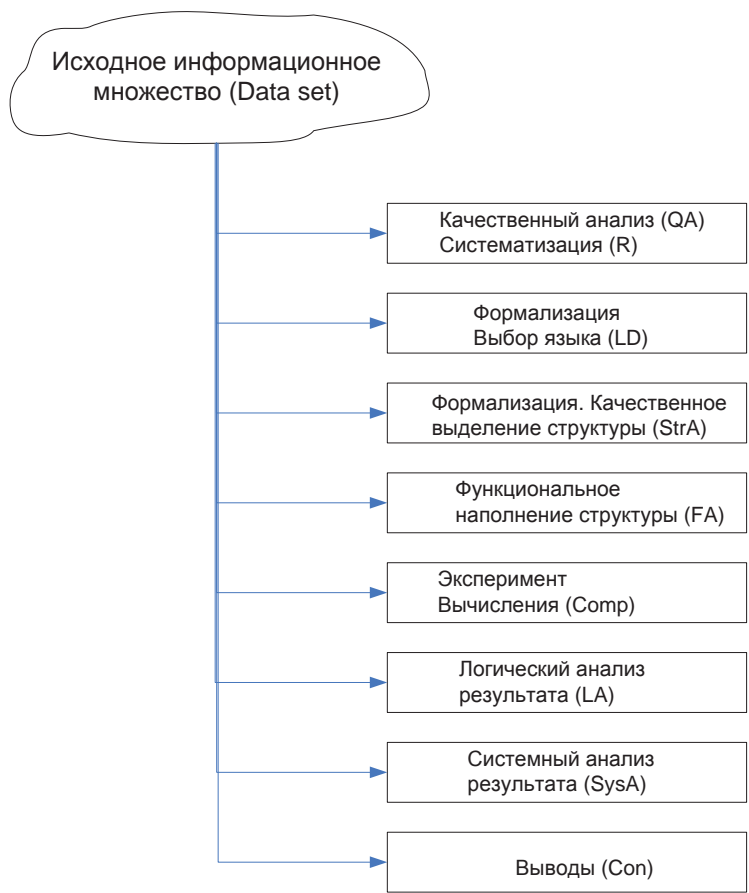 Исходное информационное
множество (Data set)
Качественный анализ (QA)
Систематизация (R)
Формализация
Выбор языка (LD)
Формализация. Качественное
выделение структуры (StrA)
Функциональное
наполнение структуры (FA)
Эксперимент
Вычисления (Comp)
Логический анализ
результата (LA)
Системный анализ
результата (SysA)
Выводы (Con)